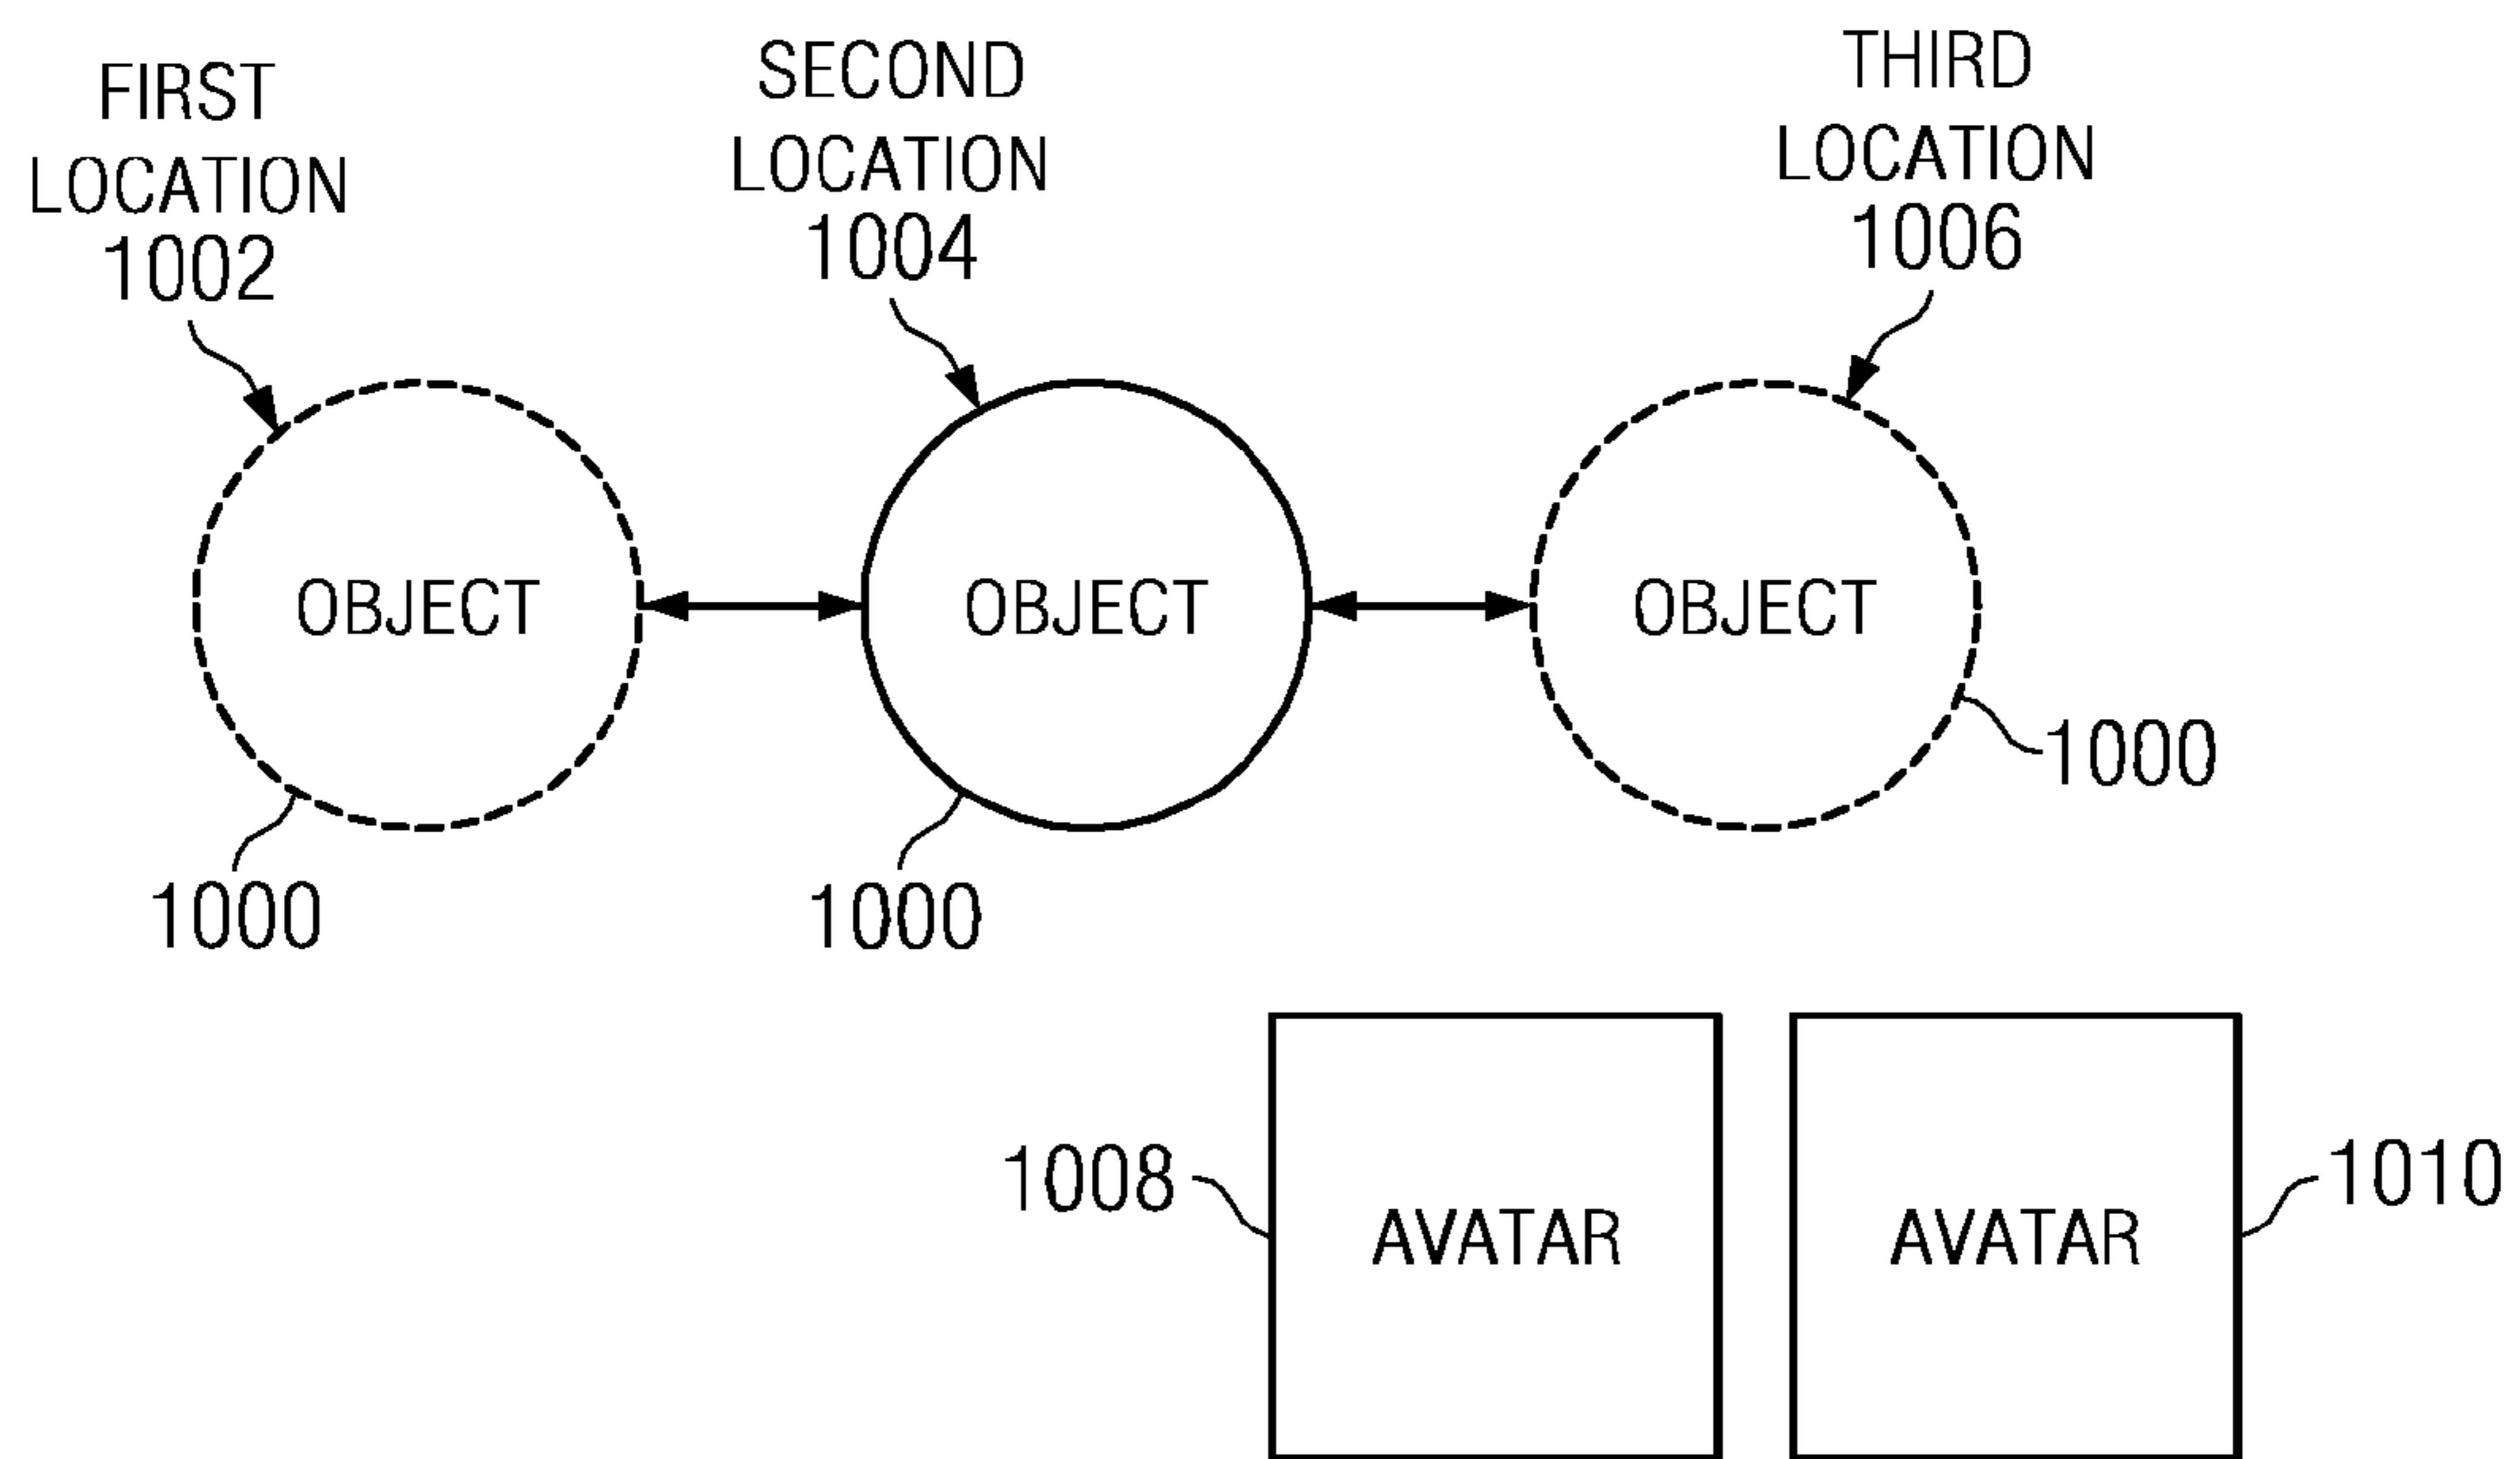 FIRST
LOCATION
1002
SECOND
LOCATION
1004
THIRD
LOCATION
1006
OBJECT
OBJECT
OBJECT
1000
1000
1000
1008
AVATAR
AVATAR
1010